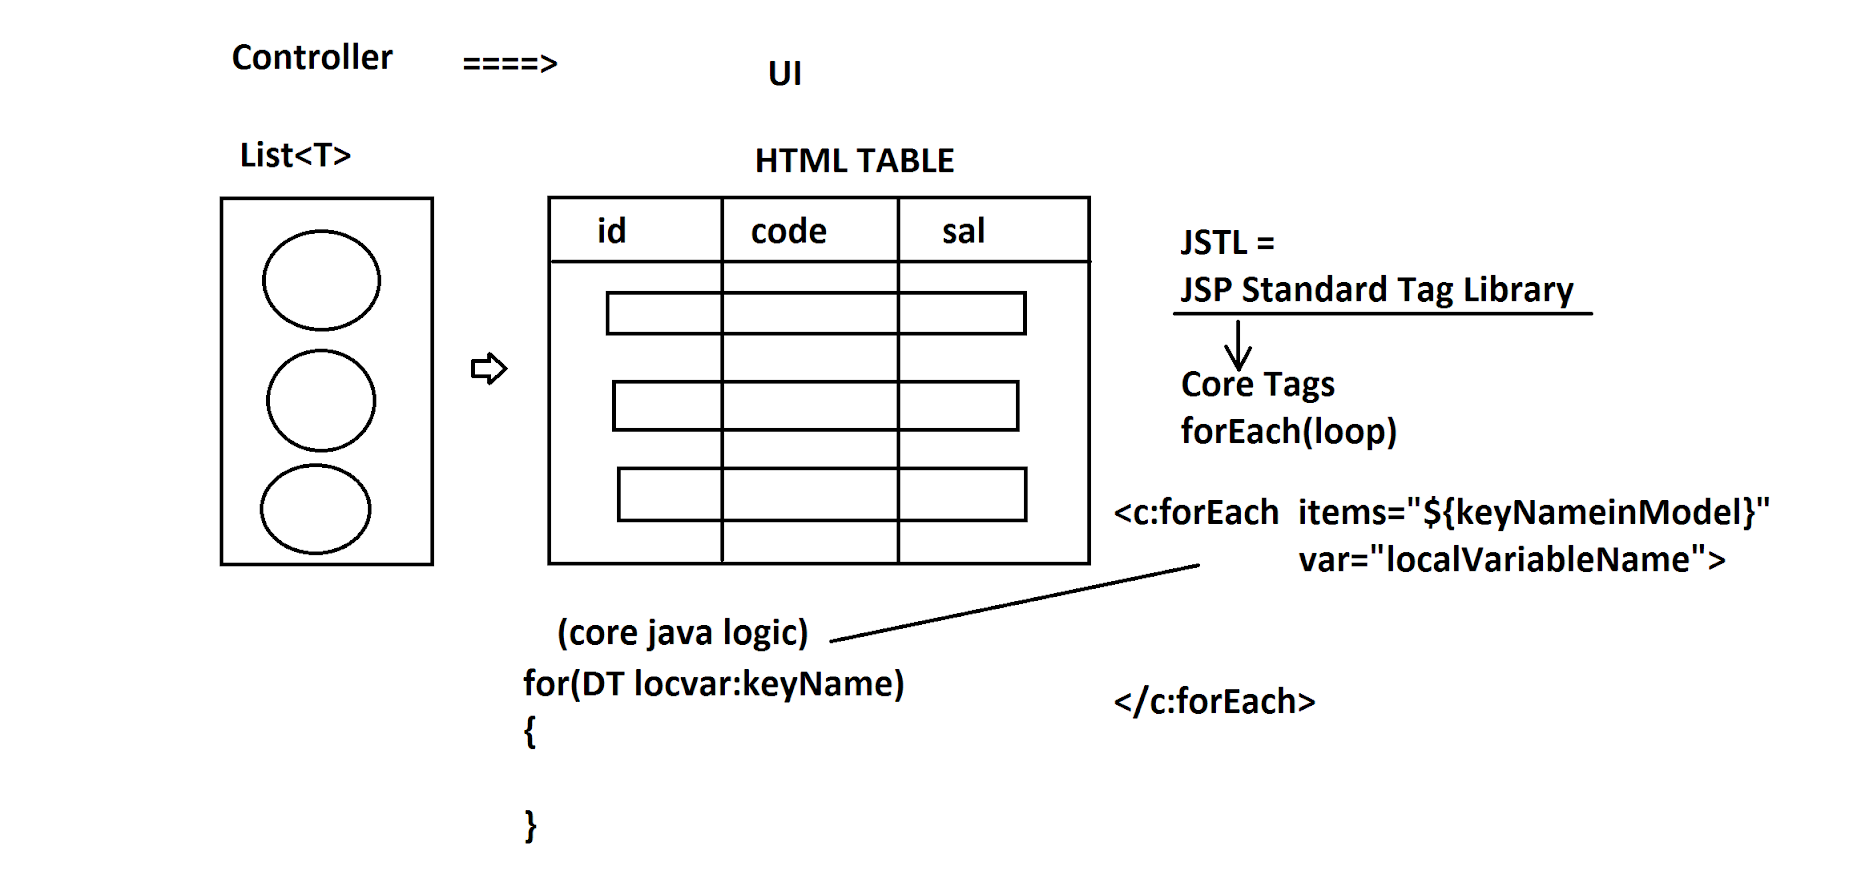 Controller ====> UI
List<T>
HTML TABLE
id code sal
JSTL =
JSP Standard Tag Library
Core Tags
forEach(loop)
<c:forEach items="${keyNameinModel}"
var="localVariableName">
</c:forEach>
(core java logic)
for(DT locvar:keyName)
{
}